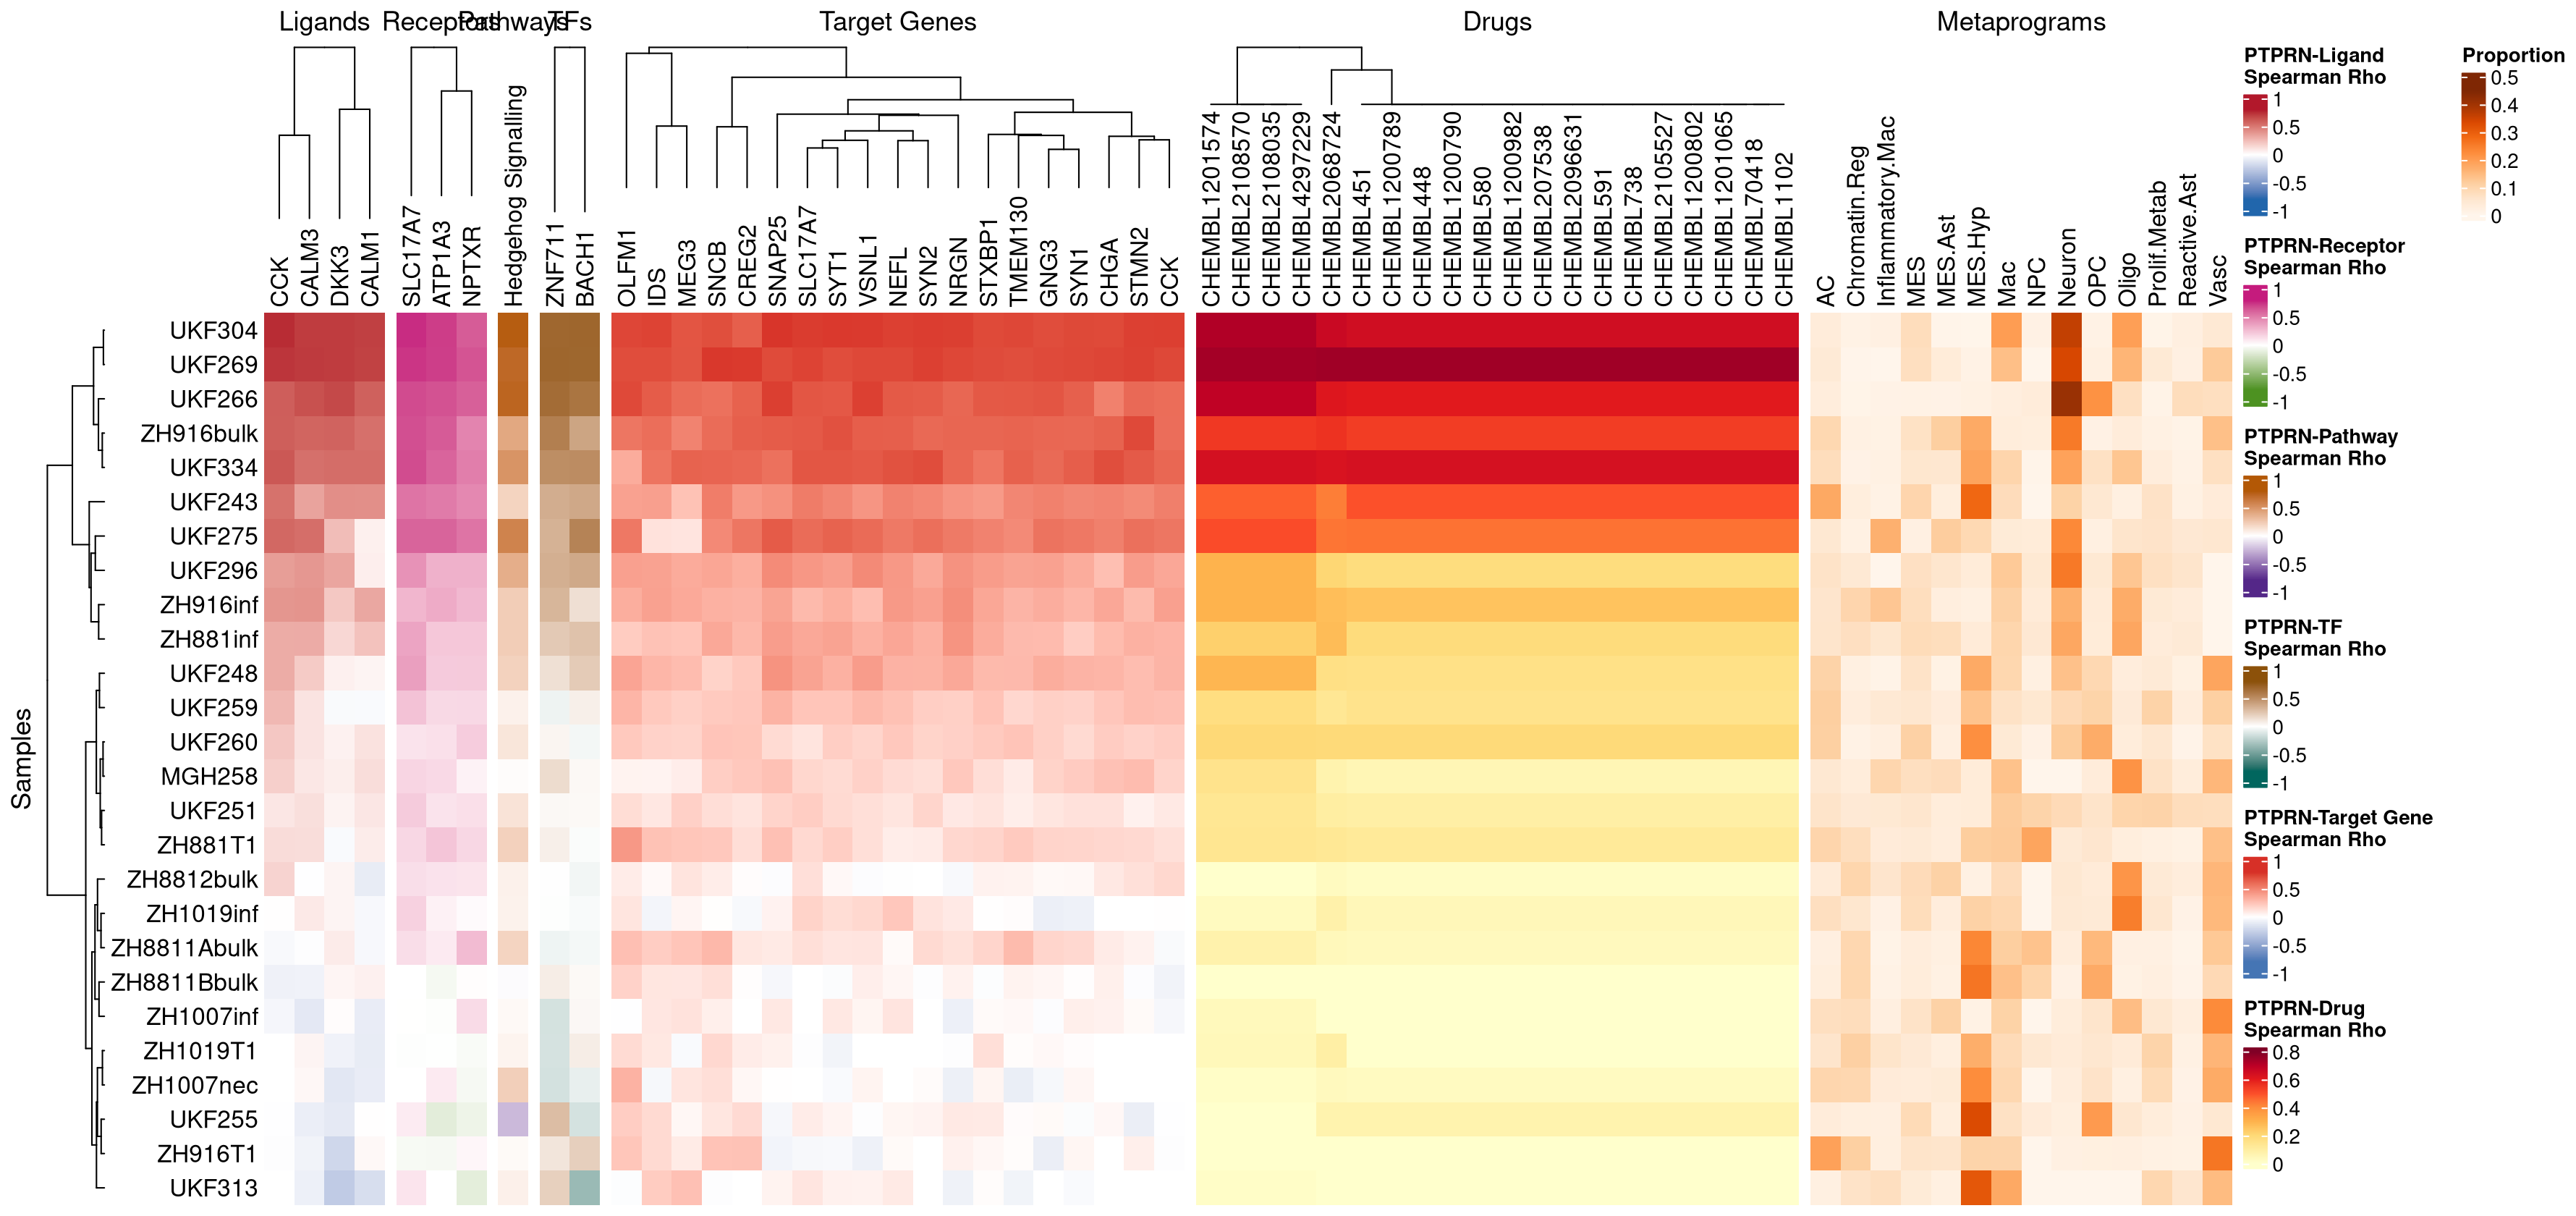 Ligands
Receptors
Pathways
TFs
Target Genes
Drugs
Metaprograms
CCK
CALM3
DKK3
CALM1
SLC17A7
ATP1A3
NPTXR
Hedgehog Signalling
ZNF711
BACH1
OLFM1
IDS
MEG3
SNCB
CREG2
SNAP25
SLC17A7
SYT1
VSNL1
NEFL
SYN2
NRGN
STXBP1
TMEM130
GNG3
SYN1
CHGA
STMN2
CCK
CHEMBL1201574
CHEMBL2108570
CHEMBL2108035
CHEMBL4297229
CHEMBL2068724
CHEMBL451
CHEMBL1200789
CHEMBL448
CHEMBL1200790
CHEMBL580
CHEMBL1200982
CHEMBL207538
CHEMBL2096631
CHEMBL591
CHEMBL738
CHEMBL2105527
CHEMBL1200802
CHEMBL1201065
CHEMBL70418
CHEMBL1102
AC
Chromatin.Reg
Inflammatory.Mac
MES
MES.Ast
MES.Hyp
Mac
NPC
Neuron
OPC
Oligo
Prolif.Metab
Reactive.Ast
Vasc
Samples
UKF304
UKF269
UKF266
ZH916bulk
UKF334
UKF243
UKF275
UKF296
ZH916inf
ZH881inf
UKF248
UKF259
UKF260
MGH258
UKF251
ZH881T1
ZH8812bulk
ZH1019inf
ZH8811Abulk
ZH8811Bbulk
ZH1007inf
ZH1019T1
ZH1007nec
UKF255
ZH916T1
UKF313
PTPRN-Ligand
Spearman Rho
1
0.5
0
-0.5
-1
PTPRN-Receptor
Spearman Rho
1
0.5
0
-0.5
-1
PTPRN-Pathway
Spearman Rho
1
0.5
0
-0.5
-1
PTPRN-TF
Spearman Rho
1
0.5
0
-0.5
-1
PTPRN-Target Gene
Spearman Rho
1
0.5
0
-0.5
-1
PTPRN-Drug
Spearman Rho
0.8
0.6
0.4
0.2
0
Proportion
0.5
0.4
0.3
0.2
0.1
0